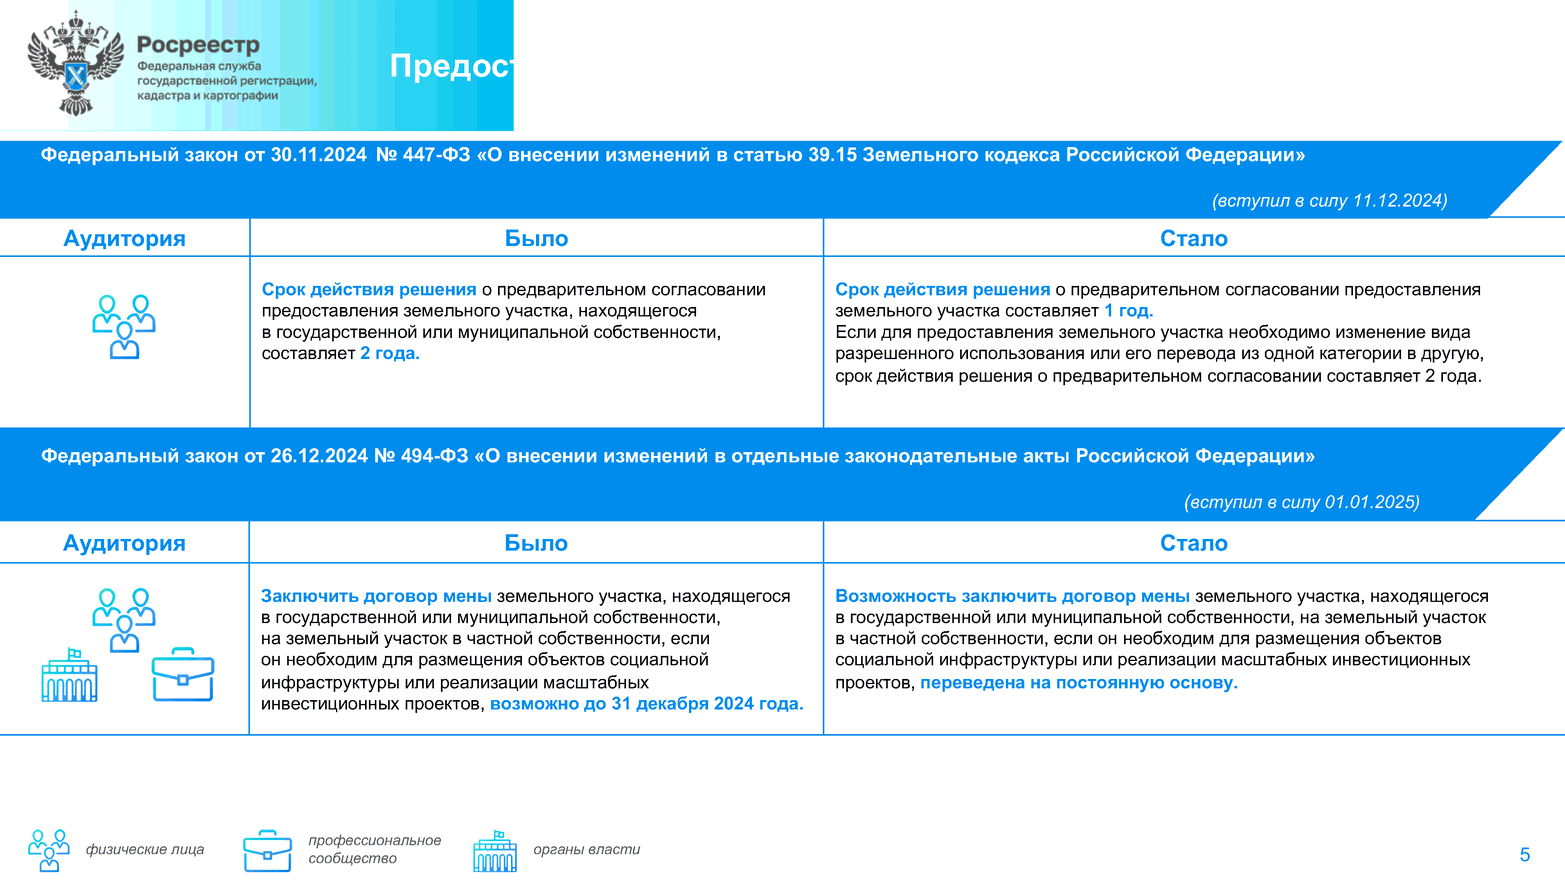 Росреестр
Федеральная служба
государственной регистрации,
кадастра и картографии
Предост
Федеральный закон от 30.11.2024 № 447-ФЗ «О внесении изменений в статью 39.15 Земельного кодекса Российской Федерации»
(вступил в силу 11.12.2024)
Аудитория
Было
Стало
Срок действия решения о предварительном согласовании
предоставления земельного участка, находящегося
в государственной или муниципальной собственности,
составляет 2 года.
Срок действия решения о предварительном согласовании предоставления
земельного участка составляет 1 год.
Если для предоставления земельного участка необходимо изменение вида
разрешенного использования или его перевода из одной категории в другую,
срок действия решения о предварительном согласовании составляет 2 года.
Федеральный закон от 26.12.2024 № 494-ФЗ «О внесении изменений в отдельные законодательные акты Российской Федерации»
(вступил в силу 01.01.2025)
Аудитория
Было
Стало
Заключить договор мены земельного участка, находящегося
в государственной или муниципальной собственности,
на земельный участок в частной собственности, если
он необходим для размещения объектов социальной
инфраструктуры или реализации масштабных
инвестиционных проектов, возможно до 31 декабря 2024 года.
Возможность заключить договор мены земельного участка, находящегося
в государственной или муниципальной собственности, на земельный участок
в частной собственности, если он необходим для размещения объектов
социальной инфраструктуры или реализации масштабных инвестиционных
проектов, переведена на постоянную основу.
физические лица
профессиональное
сообщество
органы власти
5